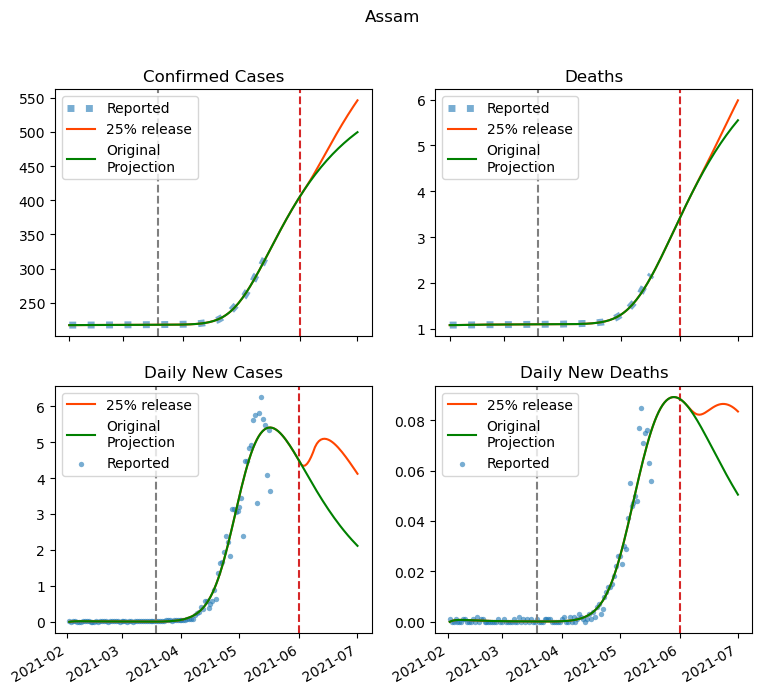 Assam
Confirmed Cases
Reported
25% release
Original
Projection
550
500
450
400
350
300
250
Deaths
Reported
25% release
Original
Projection
6
5
4
3
2
1
Daily New Cases
25% release
Original
Projection
Reported
6
5
4
3
2
1
0
2021-02
2021-03
2021-04
2021-05
2021-06
2021-07
Daily New Deaths
25% release
Original
Projection
Reported
0.08
0.06
0.04
0.02
0.00
2021-02
2021-03
2021-04
2021-05
2021-06
2021-07